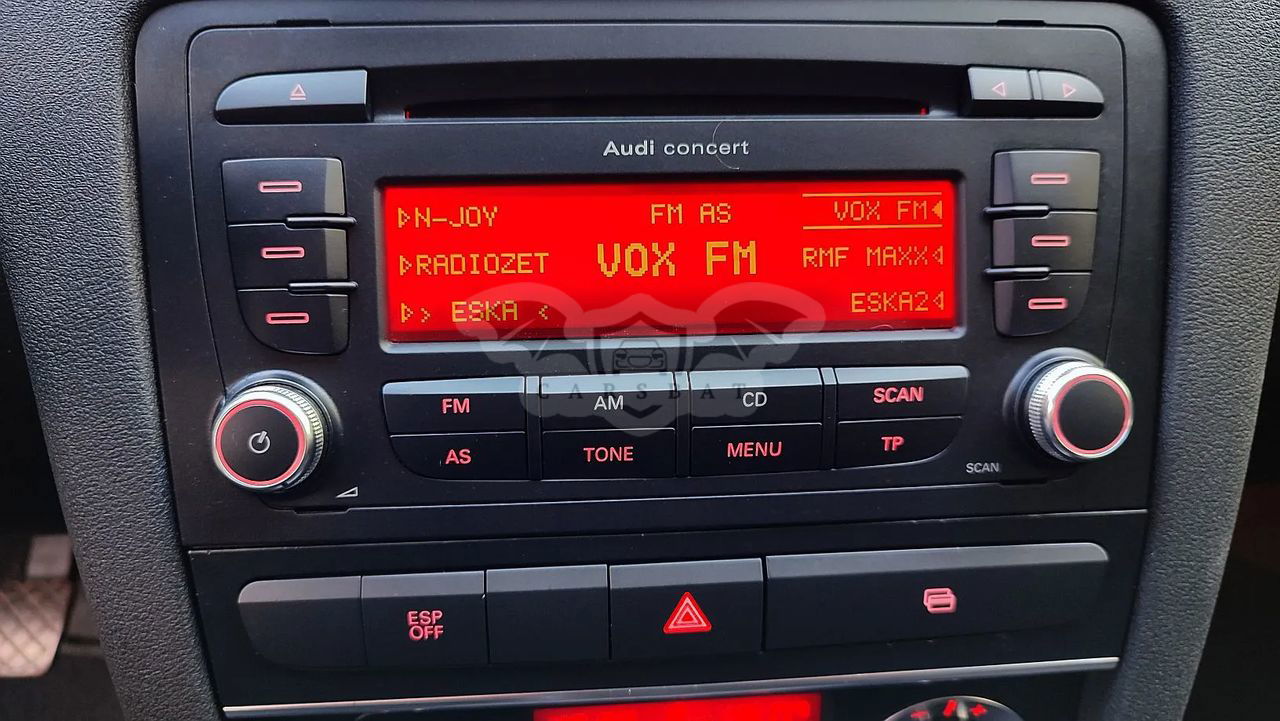 Audi concert
▷N-JOY FM AS VOX FM◀
▷RADIOZET VOX FM RMF MAXX◁
▷› ESKA ‹ ESKA2◁
CARSEAT
FM AM CD SCAN
AS TONE MENU TP
SCAN
ESP
OFF